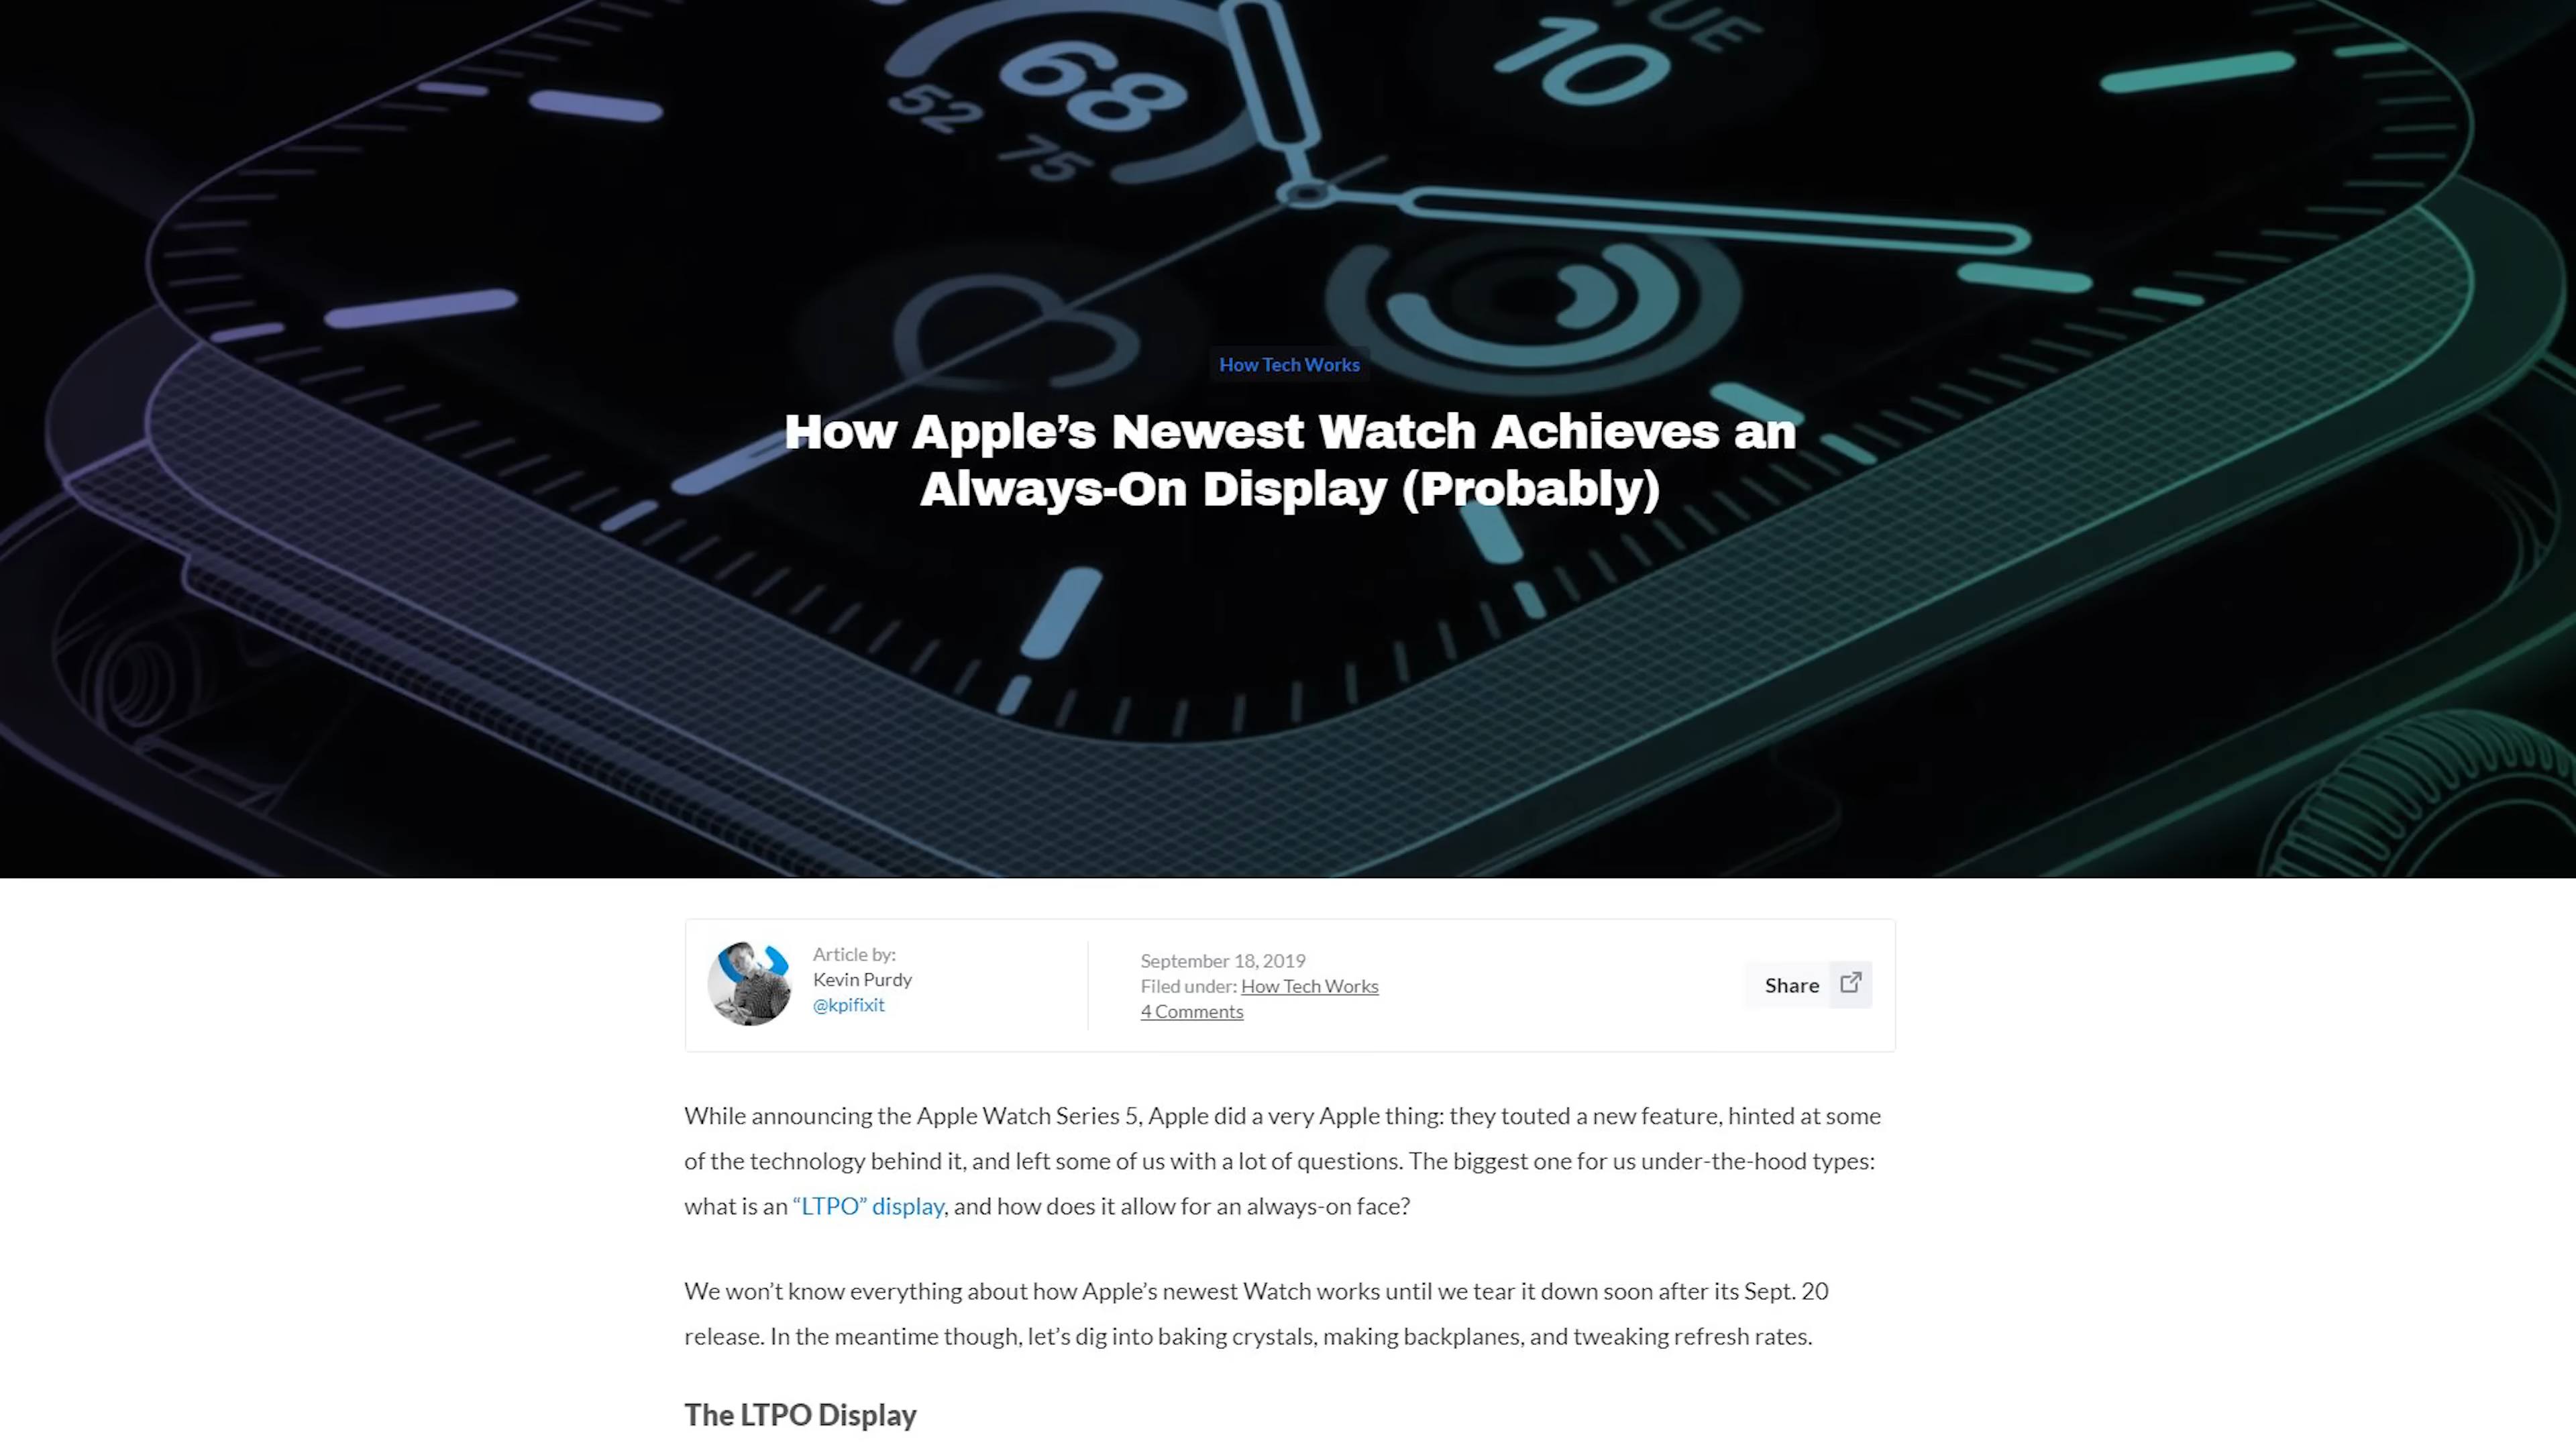 TUE
10
68
52 75
How Tech Works
How Apple’s Newest Watch Achieves an
Always-On Display (Probably)
Article by:
Kevin Purdy
@kpifixit
September 18, 2019
Filed under: How Tech Works
4 Comments
Share
While announcing the Apple Watch Series 5, Apple did a very Apple thing: they touted a new feature, hinted at some
of the technology behind it, and left some of us with a lot of questions. The biggest one for us under-the-hood types:
what is an “LTPO” display, and how does it allow for an always-on face?
We won’t know everything about how Apple’s newest Watch works until we tear it down soon after its Sept. 20
release. In the meantime though, let’s dig into baking crystals, making backplanes, and tweaking refresh rates.
The LTPO Display